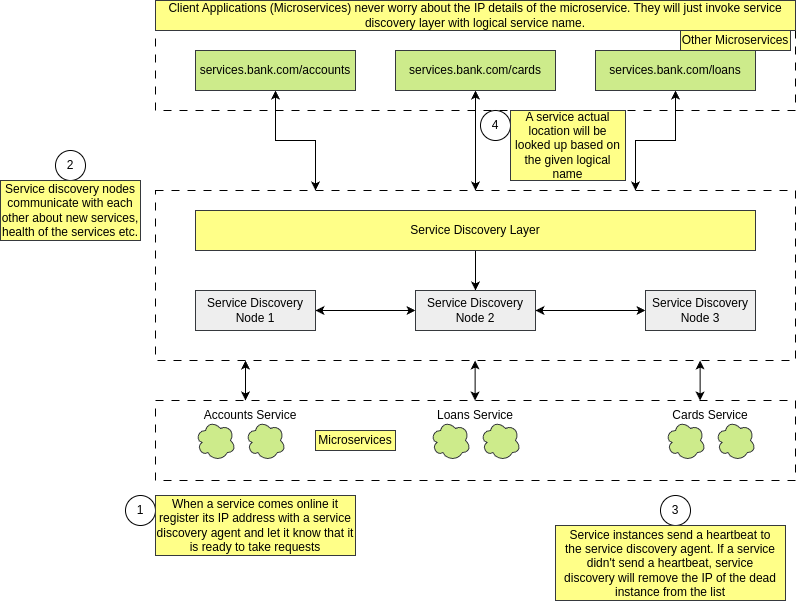 Client Applications (Microservices) never worry about the IP details of the microservice. They will just invoke service
discovery layer with logical service name.
Other Microservices
services.bank.com/accounts
services.bank.com/cards
services.bank.com/loans
4
A service actual
location will be
looked up based on
the given logical
name
2
Service discovery nodes
communicate with each
other about new services,
health of the services etc.
Service Discovery Layer
Service Discovery
Node 1
Service Discovery
Node 2
Service Discovery
Node 3
Accounts Service
Microservices
Loans Service
Cards Service
1
When a service comes online it
register its IP address with a service
discovery agent and let it know that it
is ready to take requests
3
Service instances send a heartbeat to
the service discovery agent. If a service
didn't send a heartbeat, service
discovery will remove the IP of the dead
instance from the list